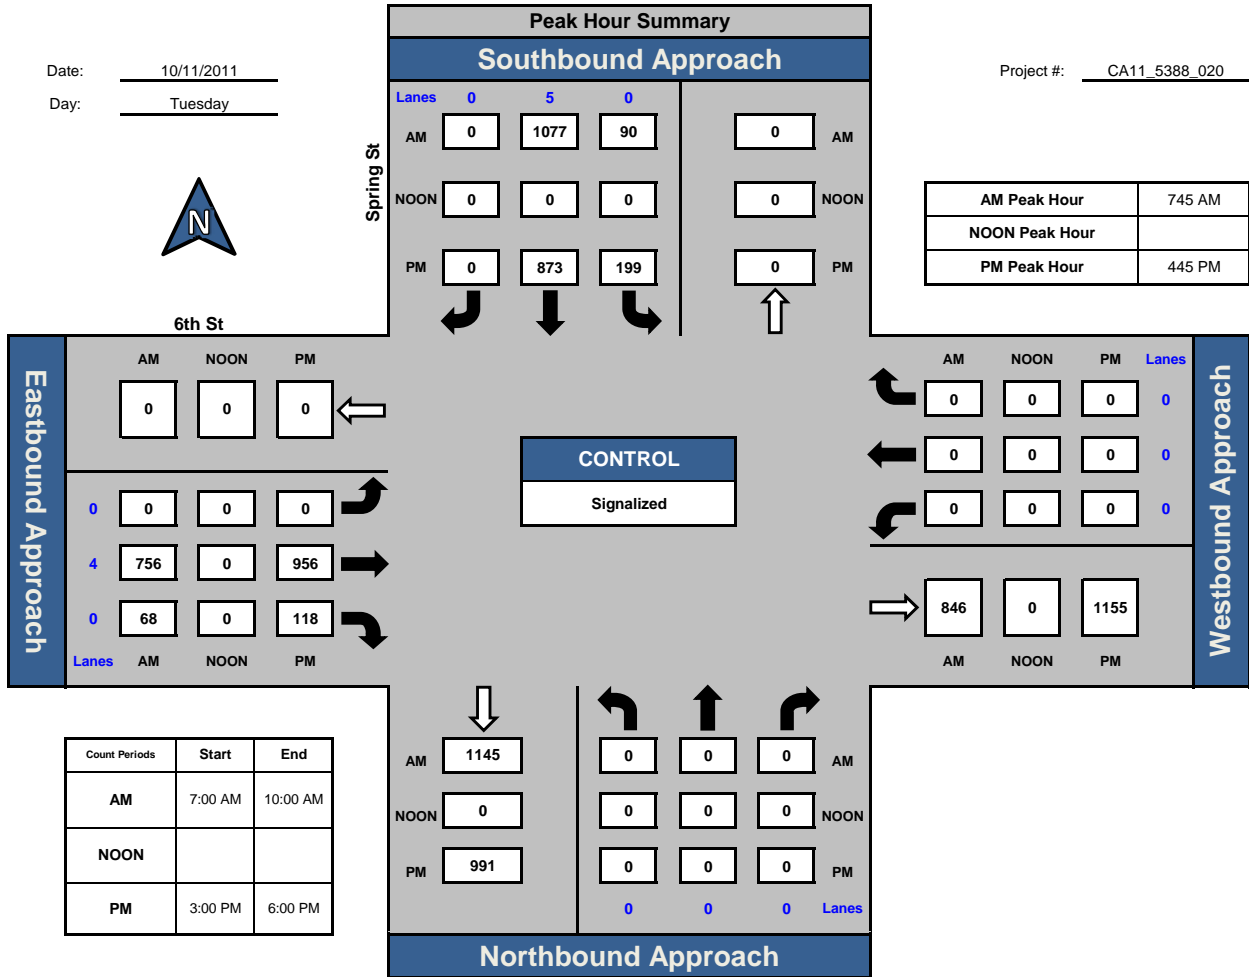 Peak Hour Summary
Southbound Approach
Date: 10/11/2011
Project #: CA11_5388_020
Day: Tuesday
Lanes 0 5 0
AM 0 1077 90 0 AM
Spring St
NOON 0 0 0 0 NOON
PM 0 873 199 0 PM
N
AM Peak Hour 745 AM
NOON Peak Hour
PM Peak Hour 445 PM
6th St
Eastbound Approach
AM NOON PM
0 0 0
0 0 0 0
4 756 0 956
0 68 0 118
Lanes AM NOON PM
CONTROL
Signalized
AM NOON PM Lanes
0 0 0 0
0 0 0 0
0 0 0 0
846 0 1155
AM NOON PM
Westbound Approach
Count Periods Start End
AM 7:00 AM 10:00 AM
NOON
PM 3:00 PM 6:00 PM
AM 1145 0 0 0 AM
NOON 0 0 0 0 NOON
PM 991 0 0 0 PM
0 0 0 Lanes
Northbound Approach